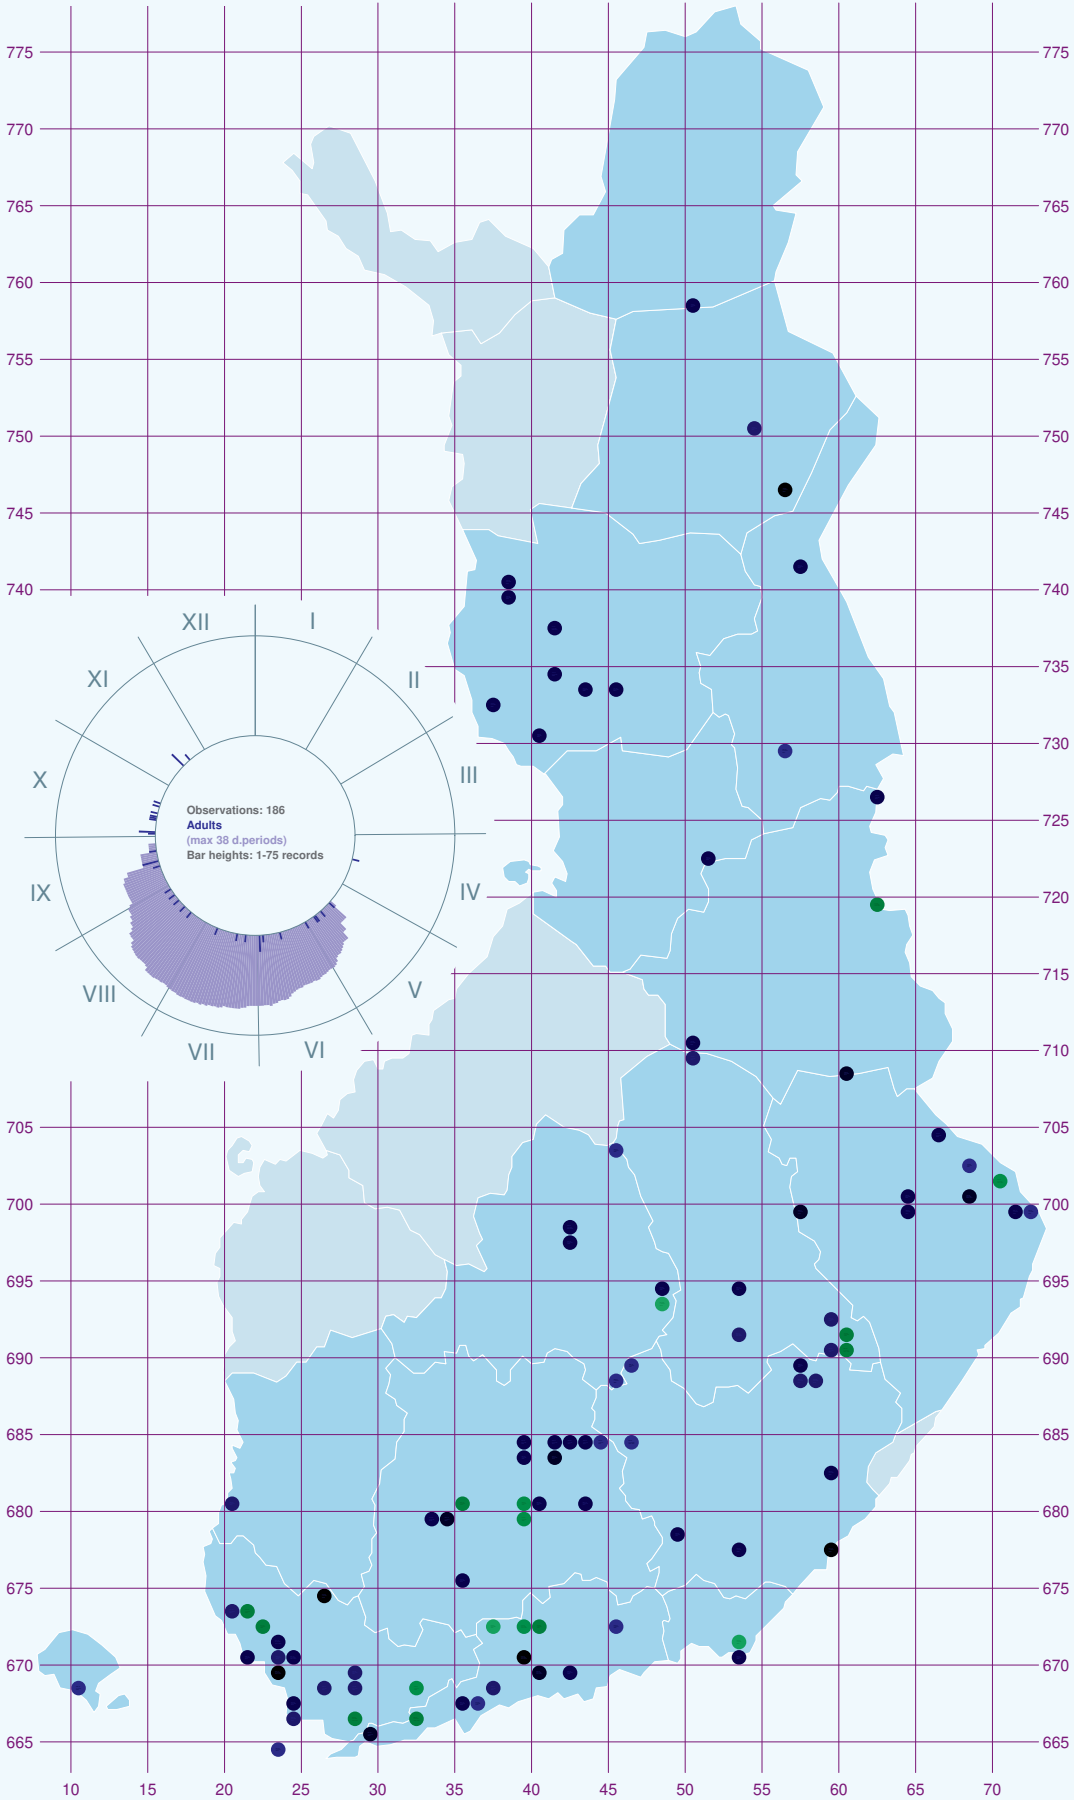 775 775
770 770
765 765
760 760
755 755
750 750
745 745
740 740
XII I
XI II
735
X III
730
Observations: 186
Adults
(max 38 d.periods)
Bar heights: 1-75 records
725
IX IV
720
VIII V
715
VII VI
710
705 705
700 700
695 695
690 690
685 685
680 680
675 675
670 670
665 665
10 15 20 25 30 35 40 45 50 55 60 65 70